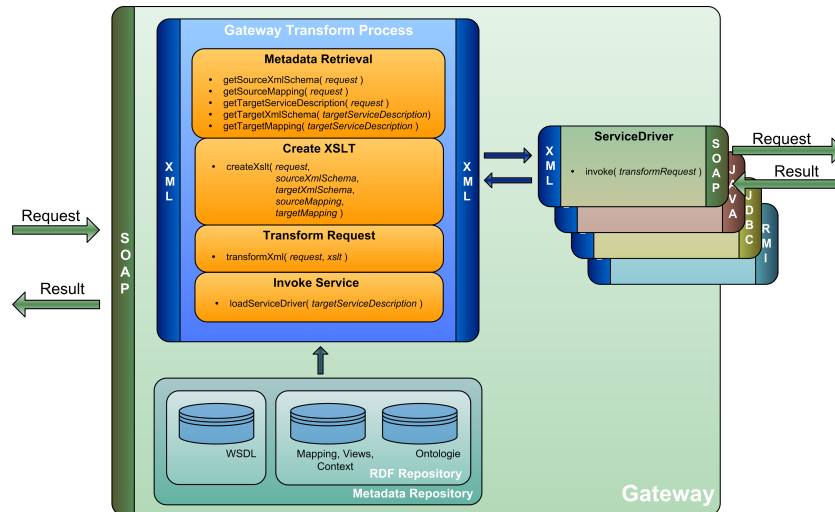 Gateway Transform Process
Metadata Retrieval
• getSourceXmlSchema( request )
• getSourceMapping( request )
• getTargetServiceDescription( request )
• getTargetXmlSchema( targetServiceDescription)
• getTargetMapping( targetServiceDescription )
Create XSLT
• createXslt( request,
sourceXmlSchema,
targetXmlSchema,
sourceMapping,
targetMapping )
Transform Request
• transformXml( request, xslt )
Invoke Service
• loadServiceDriver( targetServiceDescription )
XML
XML
SOAP
Request
Result
XML
ServiceDriver
• invoke( transformRequest )
SOAP
JAVA
JDBC
RMI
Request
Result
WSDL
Mapping, Views,
Context
Ontologie
RDF Repository
Metadata Repository
Gateway